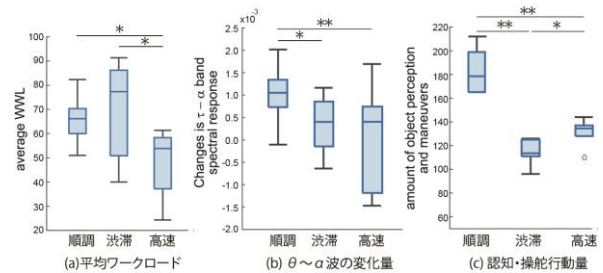 ×10⁻³
* * * ** ** ** *
average WWL
100
90
80
70
60
50
40
30
20
順調 渋滞 高速
(a)平均ワークロード
Changes is τ−α band
spectral response
2.5
2.0
1.5
1.0
0.5
0.0
-0.5
-1.0
-1.5
順調 渋滞 高速
(b) θ〜α波の変化量
amount of object perception
and maneuvers
220
200
180
160
140
120
100
80
60
順調 渋滞 高速
(c) 認知・操舵行動量